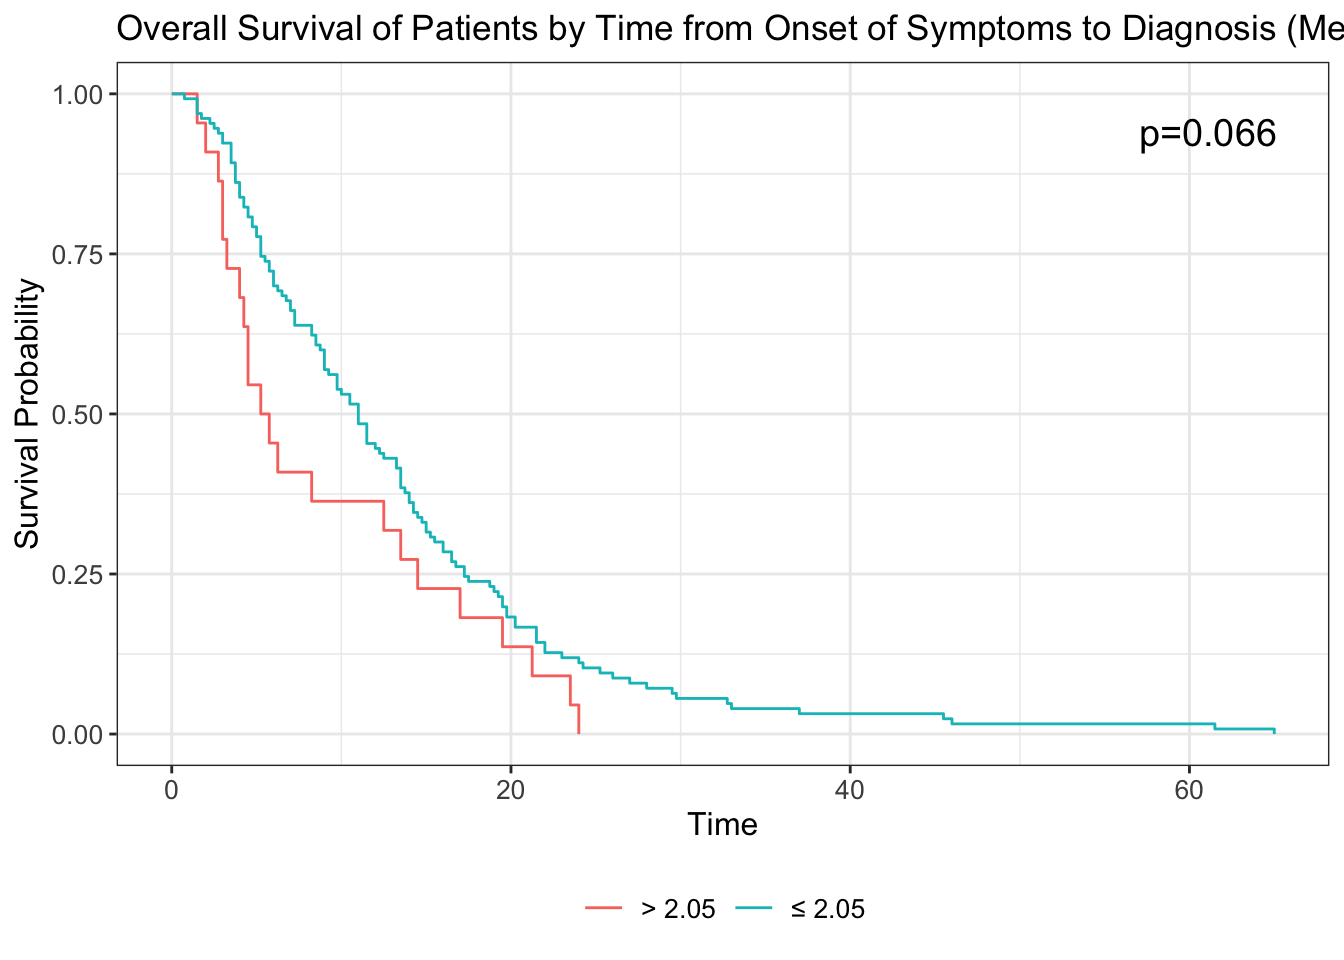 Overall Survival of Patients by Time from Onset of Symptoms to Diagnosis (Me
1.00
p=0.066
0.75
Survival Probability
0.50
0.25
0.00
0 20 40 60
Time
> 2.05 ≤ 2.05